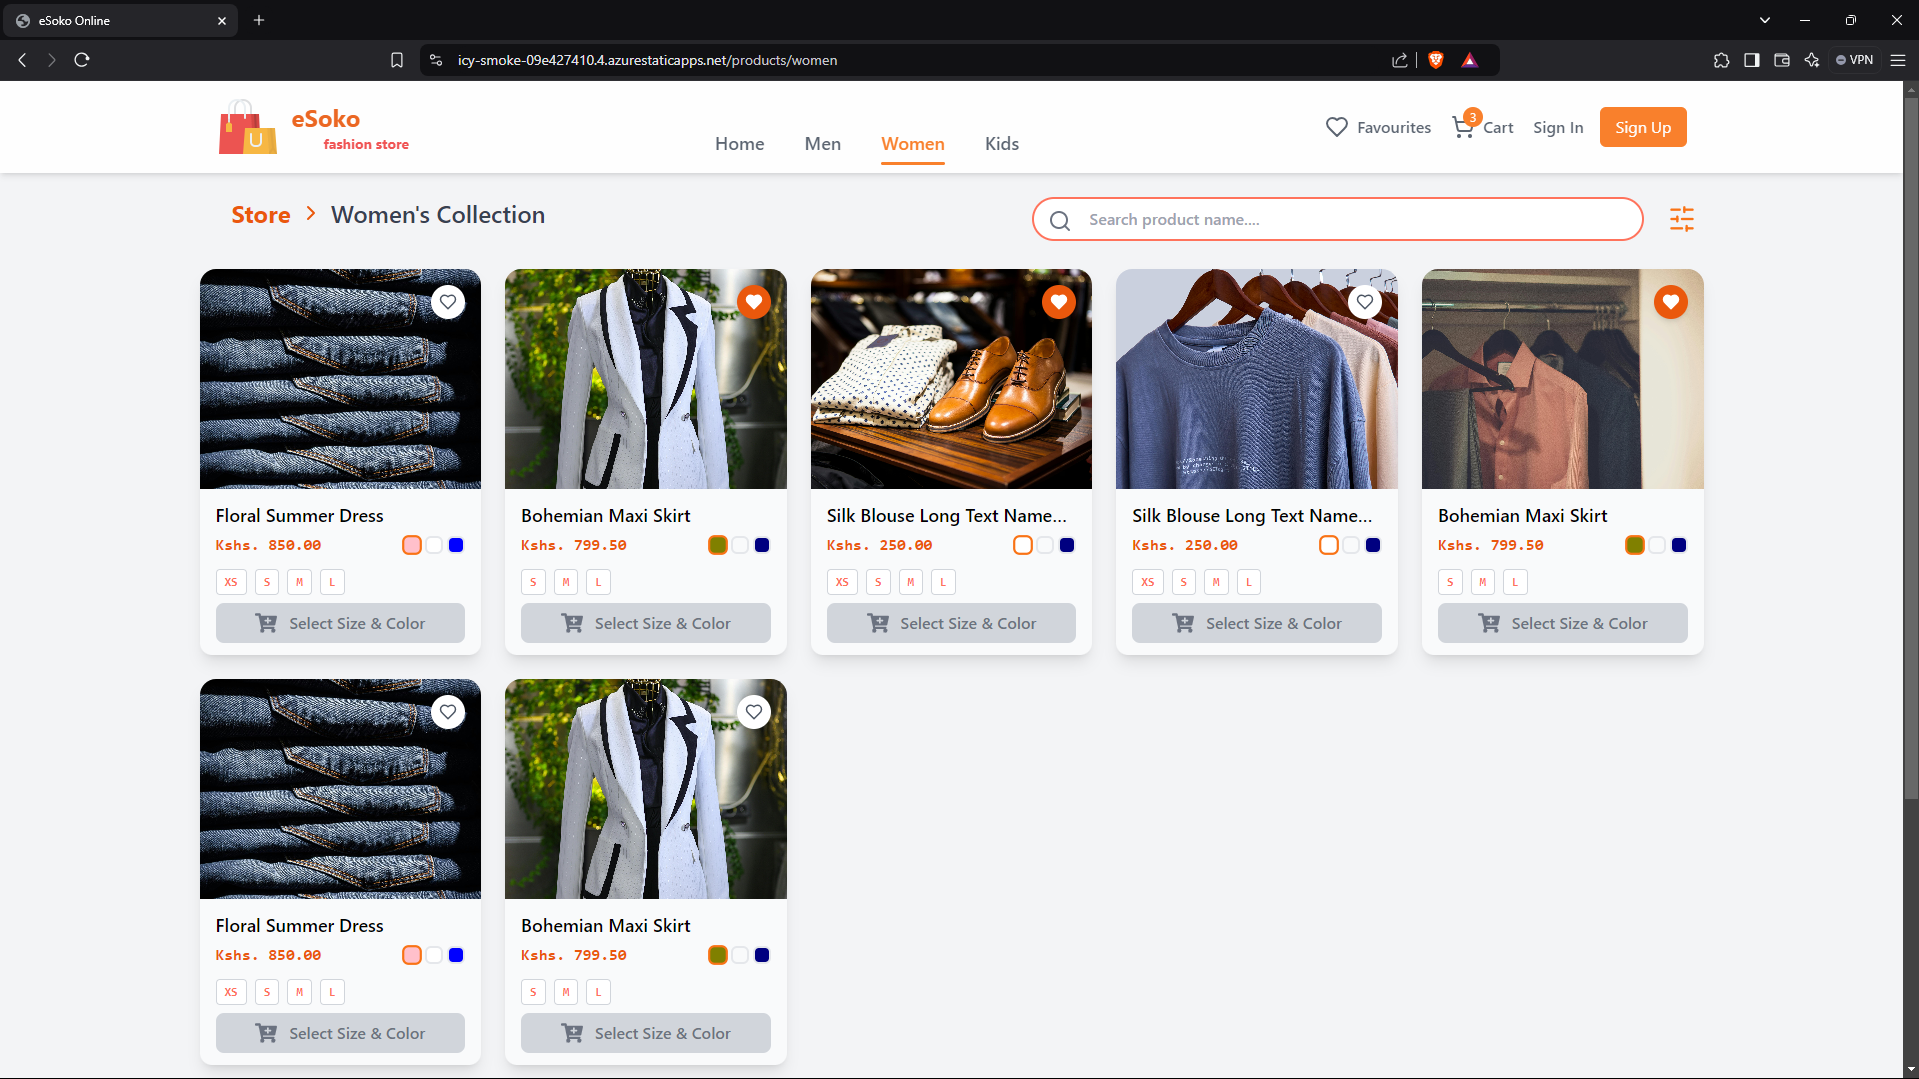 eSoko Online
icy-smoke-09e427410.4.azurestaticapps.net/products/women
VPN
eSoko
fashion store
U
Home
Men
Women
Kids
Favourites
3
Cart
Sign In
Sign Up
Store
Women's Collection
Search product name....
Floral Summer Dress
Kshs. 850.00
XS S M L
Select Size & Color
Bohemian Maxi Skirt
Kshs. 799.50
S M L
Select Size & Color
Silk Blouse Long Text Name...
Kshs. 250.00
XS S M L
Select Size & Color
Silk Blouse Long Text Name...
Kshs. 250.00
XS S M L
Select Size & Color
Bohemian Maxi Skirt
Kshs. 799.50
S M L
Select Size & Color
Floral Summer Dress
Kshs. 850.00
XS S M L
Select Size & Color
Bohemian Maxi Skirt
Kshs. 799.50
S M L
Select Size & Color